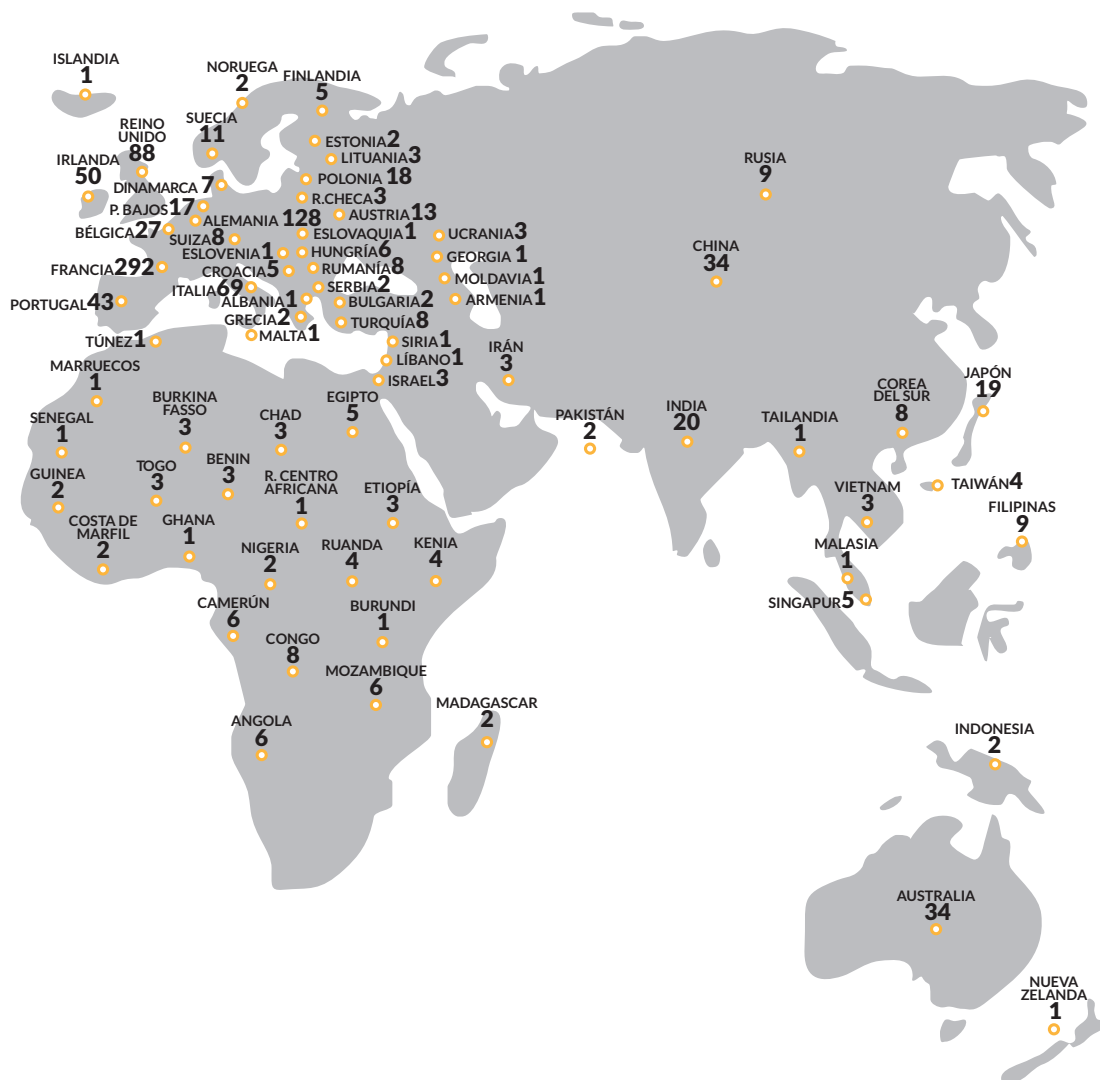 ISLANDIA
1
NORUEGA
2
FINLANDIA
5
SUECIA
11
REINO
UNIDO
88
IRLANDA
50
ESTONIA2
LITUANIA3
DINAMARCA 7
POLONIA 18
R.CHECA3
P. BAJOS17
ALEMANIA 128
AUSTRIA13
BÉLGICA27
SUIZA8
ESLOVAQUIA1
UCRANIA3
ESLOVENIA1
HUNGRÍA6
GEORGIA 1
FRANCIA292
CROACIA5
RUMANÍA8
MOLDAVIA1
ITALIA69
SERBIA2
PORTUGAL43
ALBANIA1
BULGARIA2
ARMENIA1
GRECIA2
TURQUÍA8
MALTA1
TÚNEZ1
SIRIA1
LÍBANO1
ISRAEL3
IRÁN
3
RUSIA
9
CHINA
34
MARRUECOS
1
SENEGAL
1
BURKINA
FASSO
3
CHAD
3
EGIPTO
5
PAKISTÁN
2
INDIA
20
TAILANDIA
1
COREA
DEL SUR
8
JAPÓN
19
GUINEA
2
TOGO
3
BENIN
3
R. CENTRO
AFRICANA
1
ETIOPÍA
3
VIETNAM
3
TAIWÁN4
FILIPINAS
9
COSTA DE
MARFIL
2
GHANA
1
NIGERIA
2
RUANDA
4
KENIA
4
MALASIA
1
SINGAPUR5
CAMERÚN
6
BURUNDI
1
CONGO
8
MOZAMBIQUE
6
MADAGASCAR
2
ANGOLA
6
INDONESIA
2
AUSTRALIA
34
NUEVA
ZELANDA
1